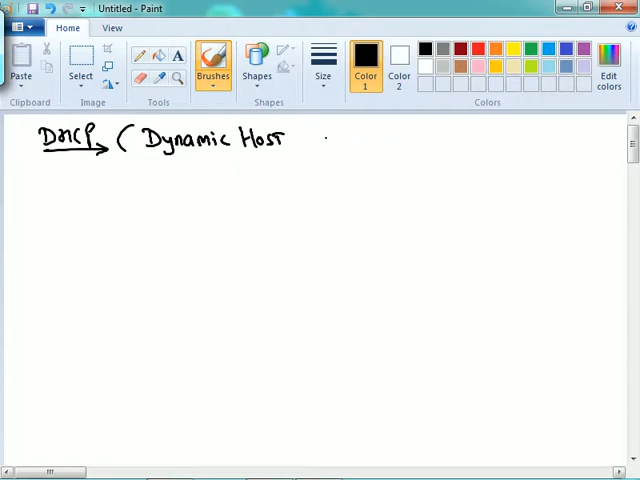 Untitled - Paint
Home
View
Paste
Select
Brushes
Shapes
Size
Color 1
Color 2
Edit colors
Clipboard
Image
Tools
Shapes
Colors
DHCP ( Dynamic Host